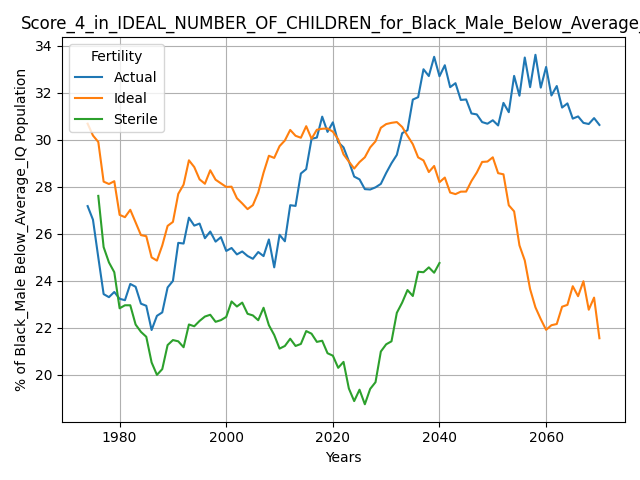 Score_4_in_IDEAL_NUMBER_OF_CHILDREN_for_Black_Male_Below_Average_
Fertility
Actual
Ideal
Sterile
% of Black_Male Below_Average_IQ Population
34
32
30
28
26
24
22
20
1980
2000
2020
2040
2060
Years